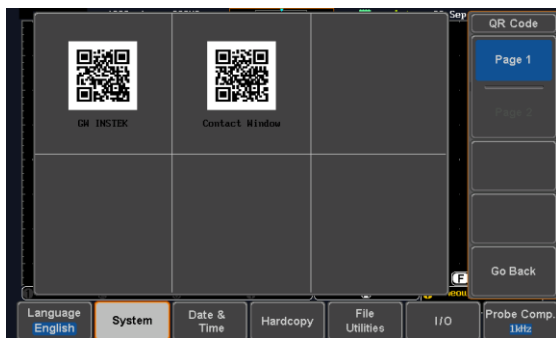 Sep
QR Code
Page 1
Page 2
GW INSTEK
Contact Window
Go Back
F
Language
English
System
Date &
Time
Hardcopy
File
Utilities
I/O
Probe Comp.
1kHz